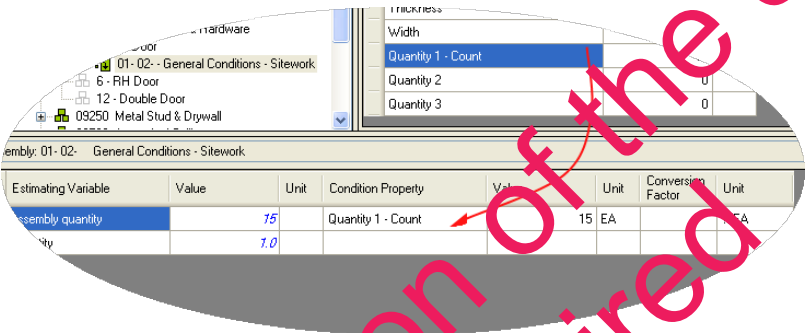 Thickness
Hardware
Width
Door
01- 02- - General Conditions - Sitework
Quantity 1 - Count
6 - RH Door
Quantity 2 0
12 - Double Door
Quantity 3 0
09250 Metal Stud & Drywall
01- 02- General Conditions - Sitework
Estimating Variable Value Unit Condition Property Unit Conversion Factor Unit
Assembly quantity 15 Quantity 1 - Count 15 EA EA
1.0
on of the